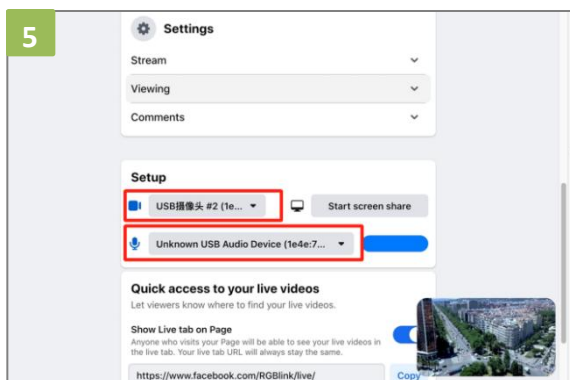 5
Settings
Stream
Viewing
Comments
Setup
USB摄像头 #2 (1e...
Start screen share
Unknown USB Audio Device (1e4e:7...
Quick access to your live videos
Let viewers know where to find your live videos.
Show Live tab on Page
Anyone who visits your Page will be able to see your live videos in
the live tab. Your live tab URL will always stay the same.
https://www.facebook.com/RGBlink/live/
Copy